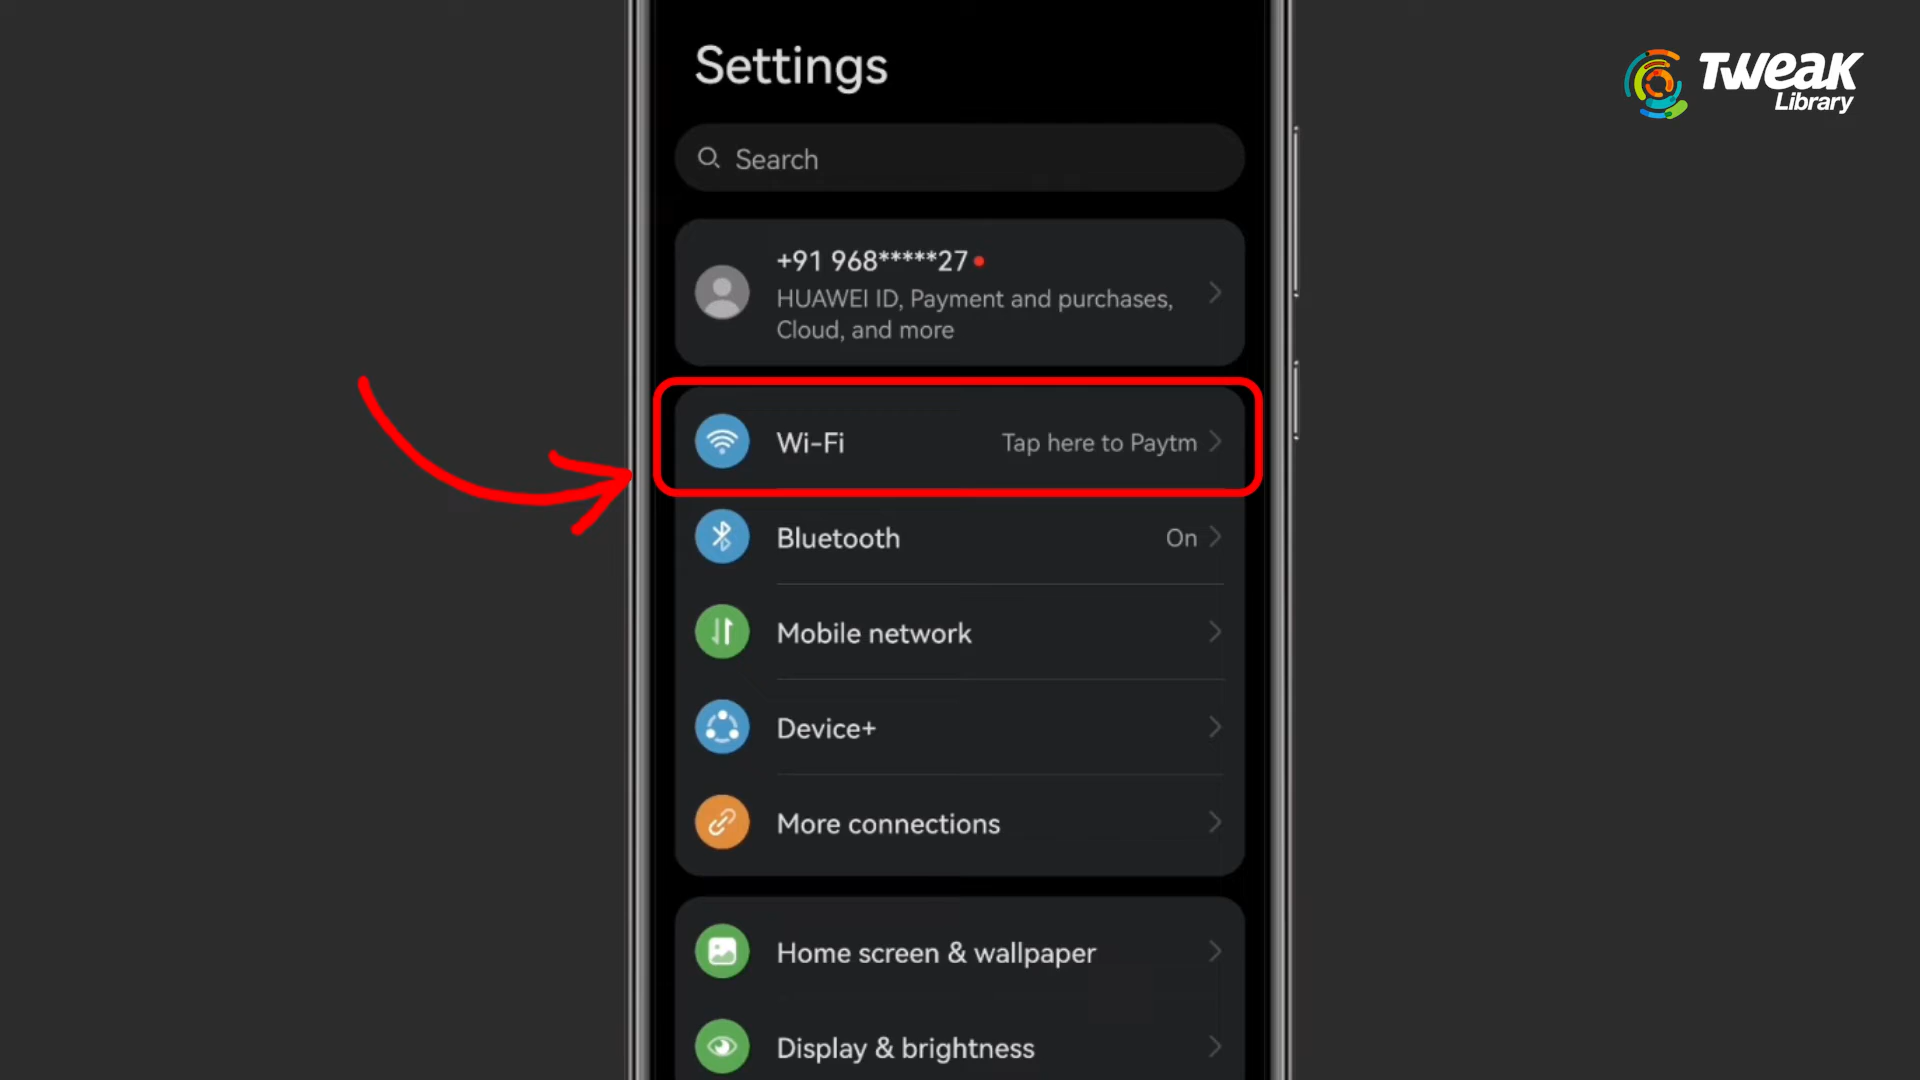 Settings
TWEAK
Library
Search
+91 968*****27
HUAWEI ID, Payment and purchases,
Cloud, and more
Wi-Fi
Tap here to Paytm
Bluetooth
On
Mobile network
Device+
More connections
Home screen & wallpaper
Display & brightness